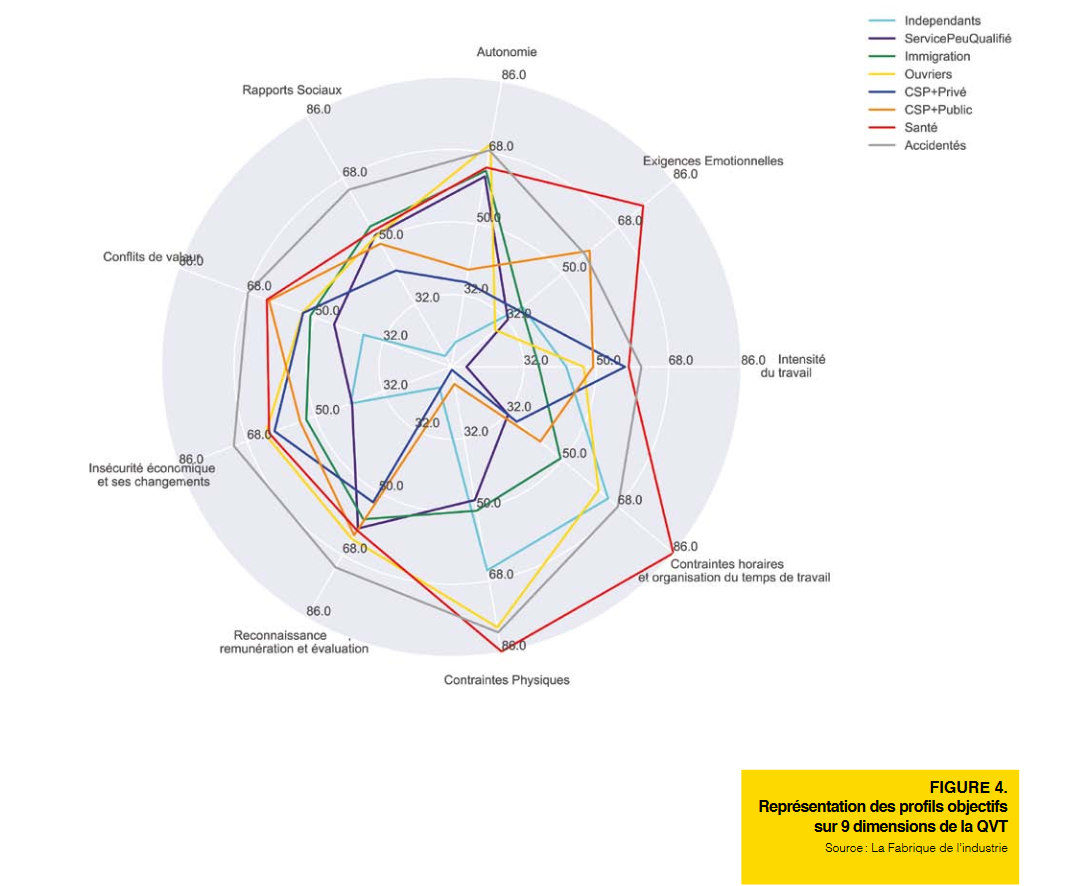 Independants
ServicePeuQualifié
Immigration
Ouvriers
CSP+Privé
CSP+Public
Santé
Accidentés
Autonomie
86.0
68.0
50.0
32.0
Rapports Sociaux
86.0
68.0
50.0
32.0
Exigences Emotionnelles
86.0
68.0
50.0
32.0
Conflits de valeur
86.0
68.0
50.0
32.0
32.0
50.0
68.0
86.0
Intensité
du travail
32.0
50.0
68.0
86.0
Insécurité économique
et ses changements
32.0
50.0
68.0
86.0
Contraintes horaires
et organisation du temps de travail
32.0
50.0
68.0
86.0
Reconnaissance
remunération et évaluation
32.0
50.0
68.0
86.0
Contraintes Physiques
FIGURE 4.
Représentation des profils objectifs
sur 9 dimensions de la QVT
Source : La Fabrique de l'industrie